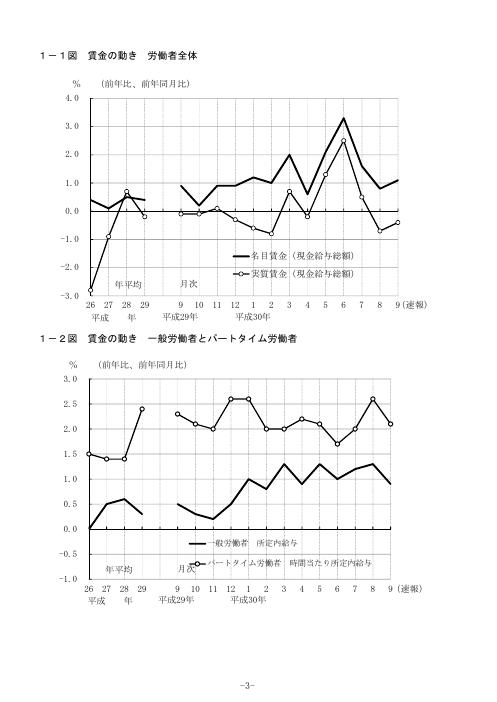 １－１図　賃金の動き　労働者全体
％　（前年比、前年同月比）
4.0
3.0
2.0
1.0
0.0
-1.0
-2.0
-3.0
名目賃金（現金給与総額）
実質賃金（現金給与総額）
年平均　月次
26 27 28 29 9 10 11 12 1 2 3 4 5 6 7 8 9（速報）
平成　年　平成29年　平成30年
１－２図　賃金の動き　一般労働者とパートタイム労働者
％　（前年比、前年同月比）
3.0
2.5
2.0
1.5
1.0
0.5
0.0
-0.5
-1.0
一般労働者　所定内給与
パートタイム労働者　時間当たり所定内給与
年平均　月次
26 27 28 29 9 10 11 12 1 2 3 4 5 6 7 8 9（速報）
平成　年　平成29年　平成30年
-3-